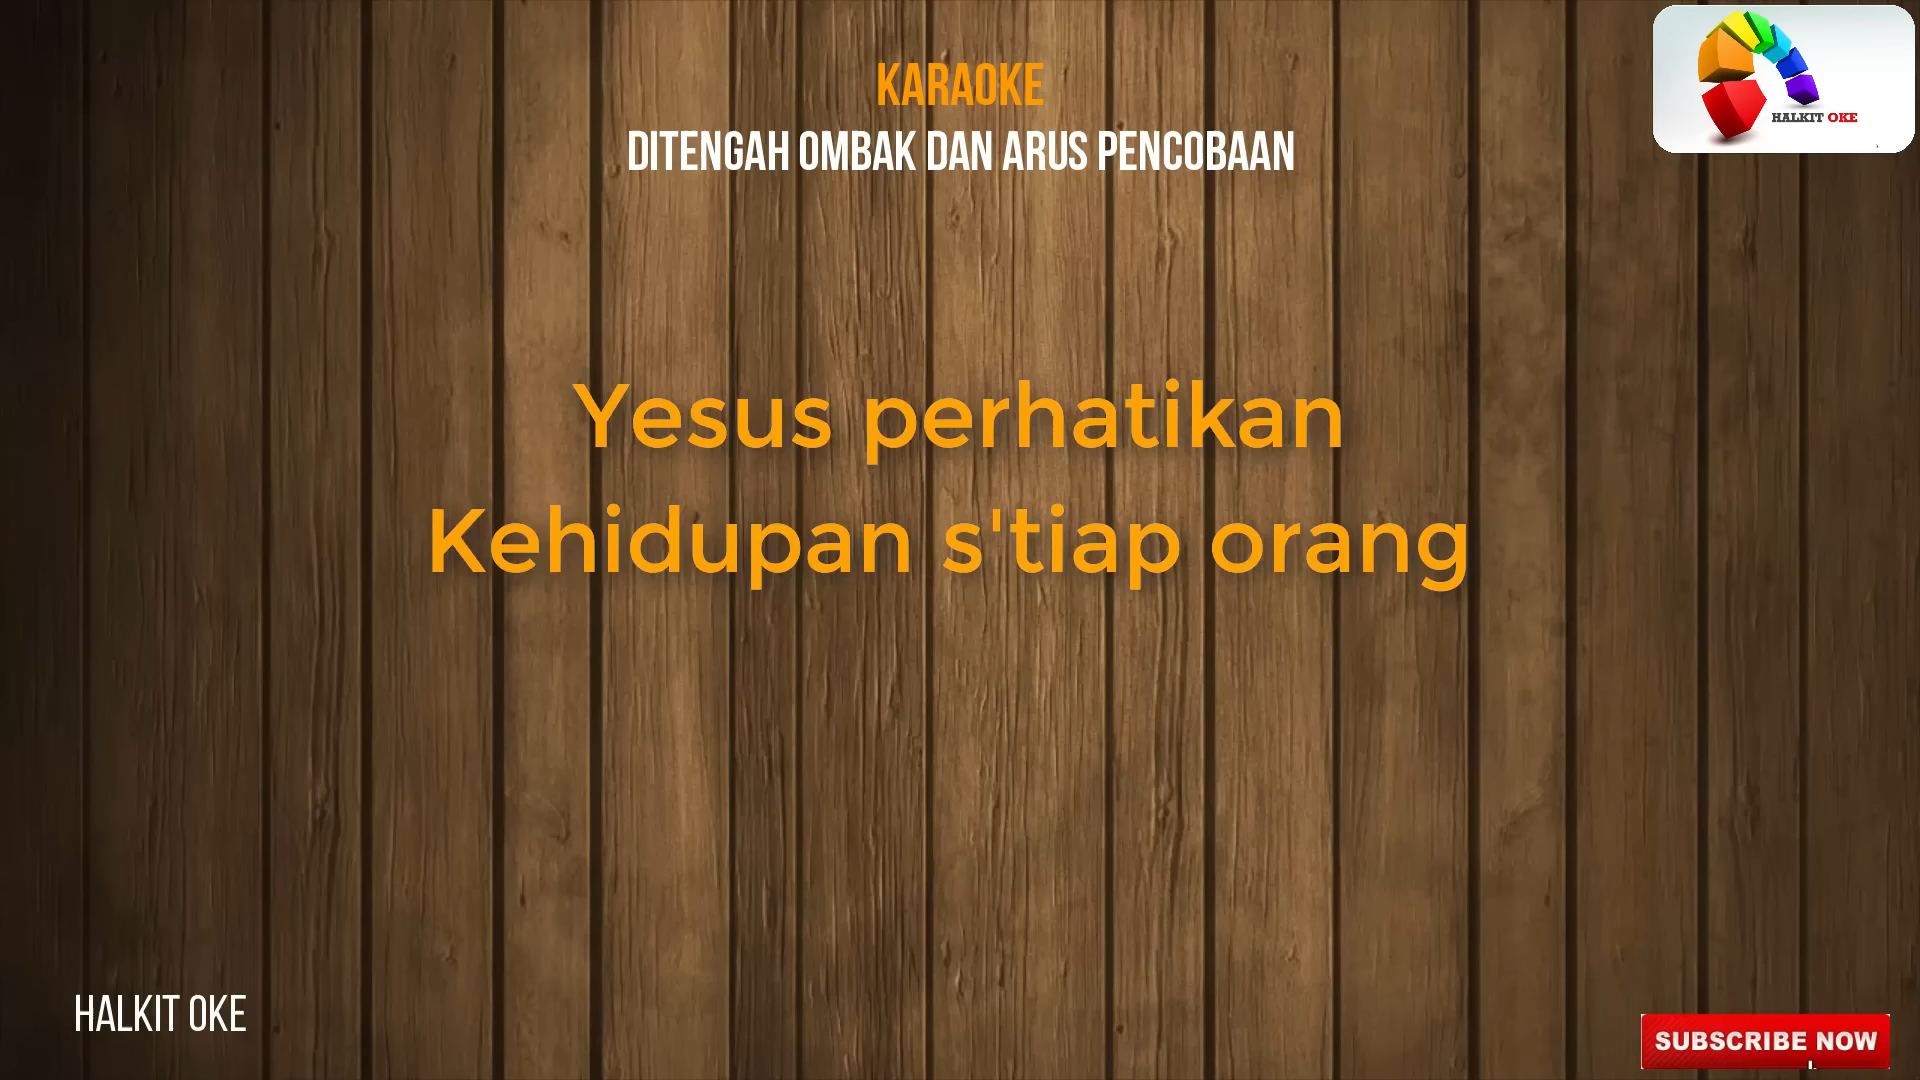 KARAOKE
DITENGAH OMBAK DAN ARUS PENCOBAAN
HALKIT OKE
Yesus perhatikan
Kehidupan s'tiap orang
HALKIT OKE
SUBSCRIBE NOW